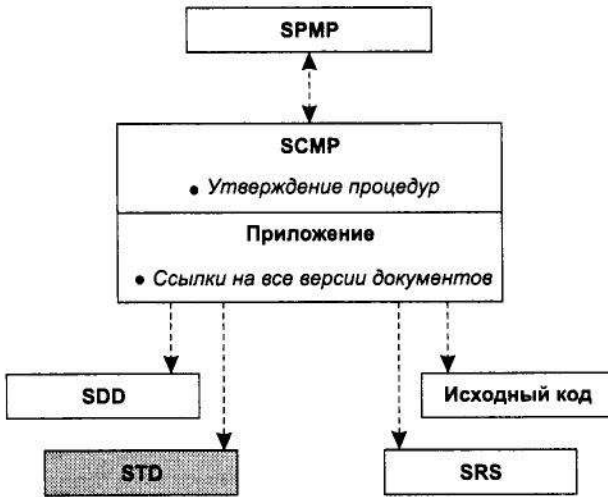 SPMP
SCMP
• Утверждение процедур
Приложение
• Ссылки на все версии документов
SDD
Исходный код
STD
SRS